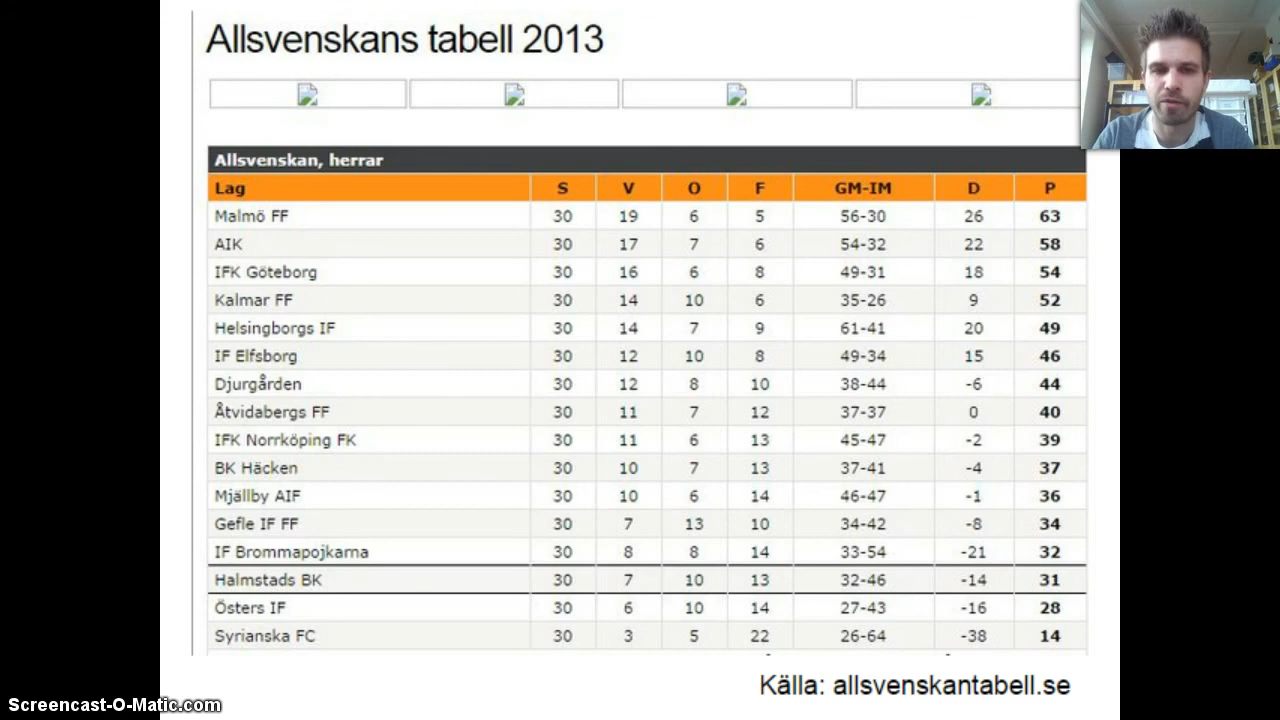 Allsvenskans tabell 2013
Allsvenskan, herrar
Lag S V O F GM-IM D P
Malmö FF 30 19 6 5 56-30 26 63
AIK 30 17 7 6 54-32 22 58
IFK Göteborg 30 16 6 8 49-31 18 54
Kalmar FF 30 14 10 6 35-26 9 52
Helsingborgs IF 30 14 7 9 61-41 20 49
IF Elfsborg 30 12 10 8 49-34 15 46
Djurgården 30 12 8 10 38-44 -6 44
Åtvidabergs FF 30 11 7 12 37-37 0 40
IFK Norrköping FK 30 11 6 13 45-47 -2 39
BK Häcken 30 10 7 13 37-41 -4 37
Mjällby AIF 30 10 6 14 46-47 -1 36
Gefle IF FF 30 7 13 10 34-42 -8 34
IF Brommapojkarna 30 8 8 14 33-54 -21 32
Halmstads BK 30 7 10 13 32-46 -14 31
Östers IF 30 6 10 14 27-43 -16 28
Syrianska FC 30 3 5 22 26-64 -38 14
Källa: allsvenskantabell.se
Screencast-O-Matic.com